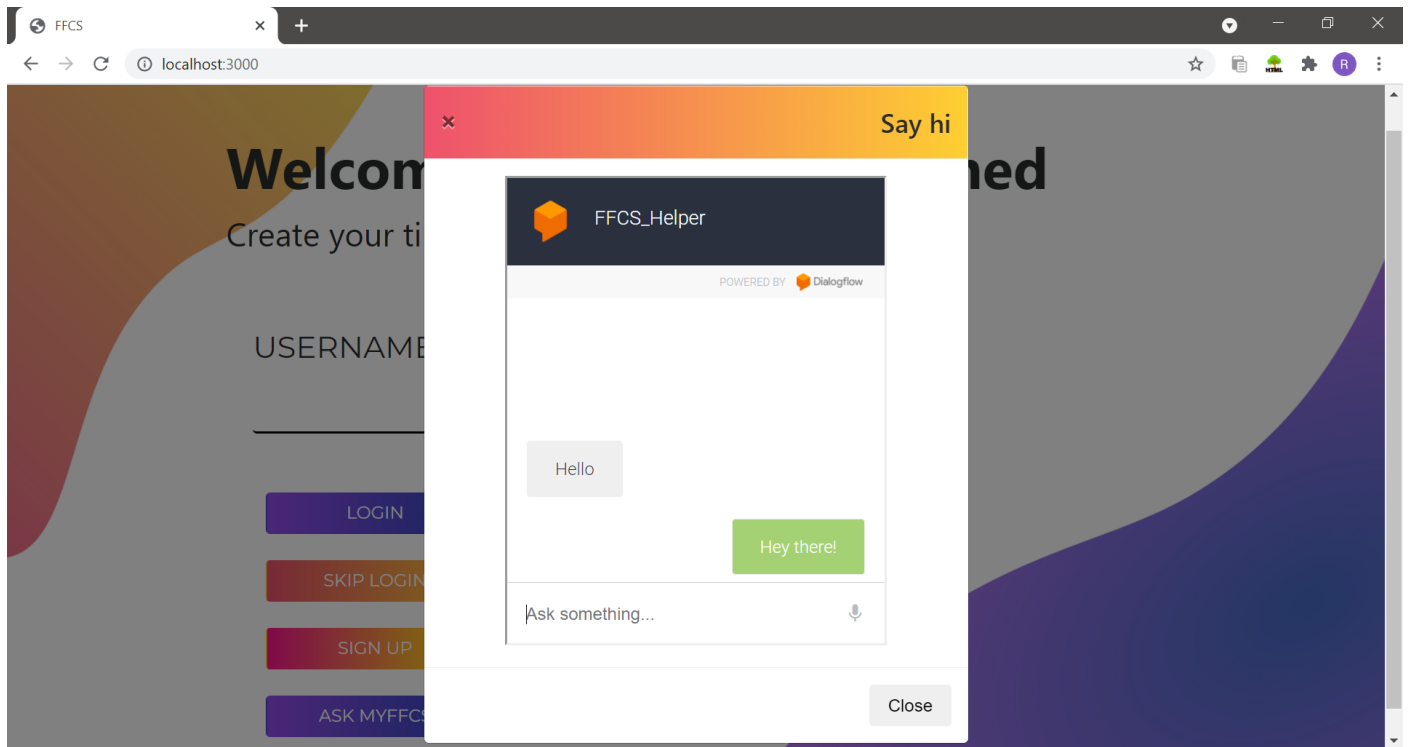 FFCS
localhost:3000
R
HTML
Say hi
Welcom
ned
Create your ti
FFCS_Helper
POWERED BY Dialogflow
USERNAME
Hello
Hey there!
LOGIN
SKIP LOGIN
SIGN UP
ASK MYFFCS
Ask something...
Close